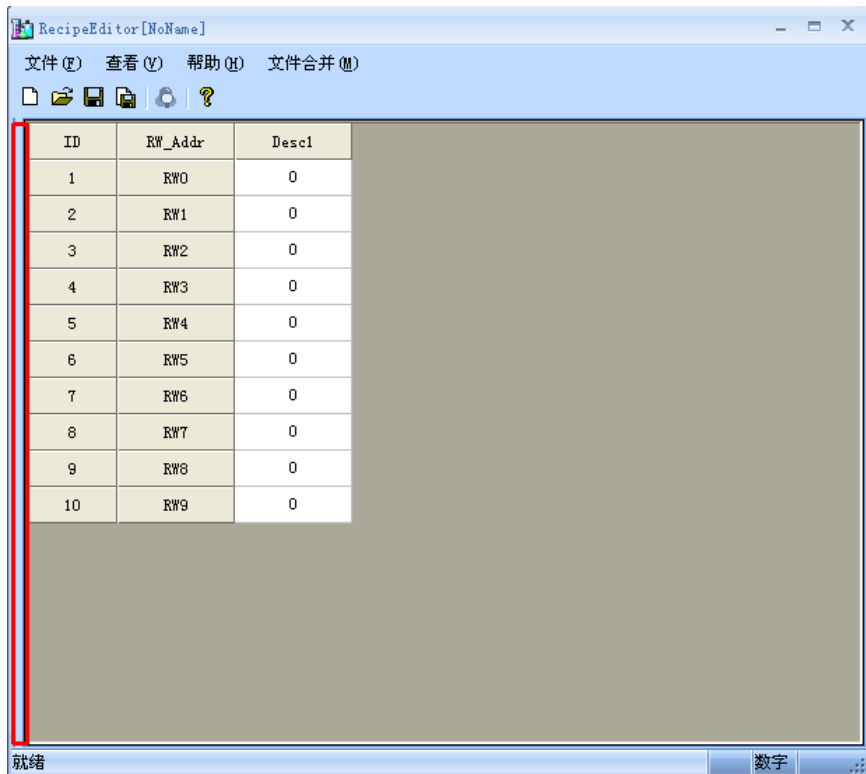 RecipeEditor[NoName]
文件(F) 查看(V) 帮助(H) 文件合并(M)
ID RW_Addr Desc1
1 RW0 0
2 RW1 0
3 RW2 0
4 RW3 0
5 RW4 0
6 RW5 0
7 RW6 0
8 RW7 0
9 RW8 0
10 RW9 0
就绪 数字